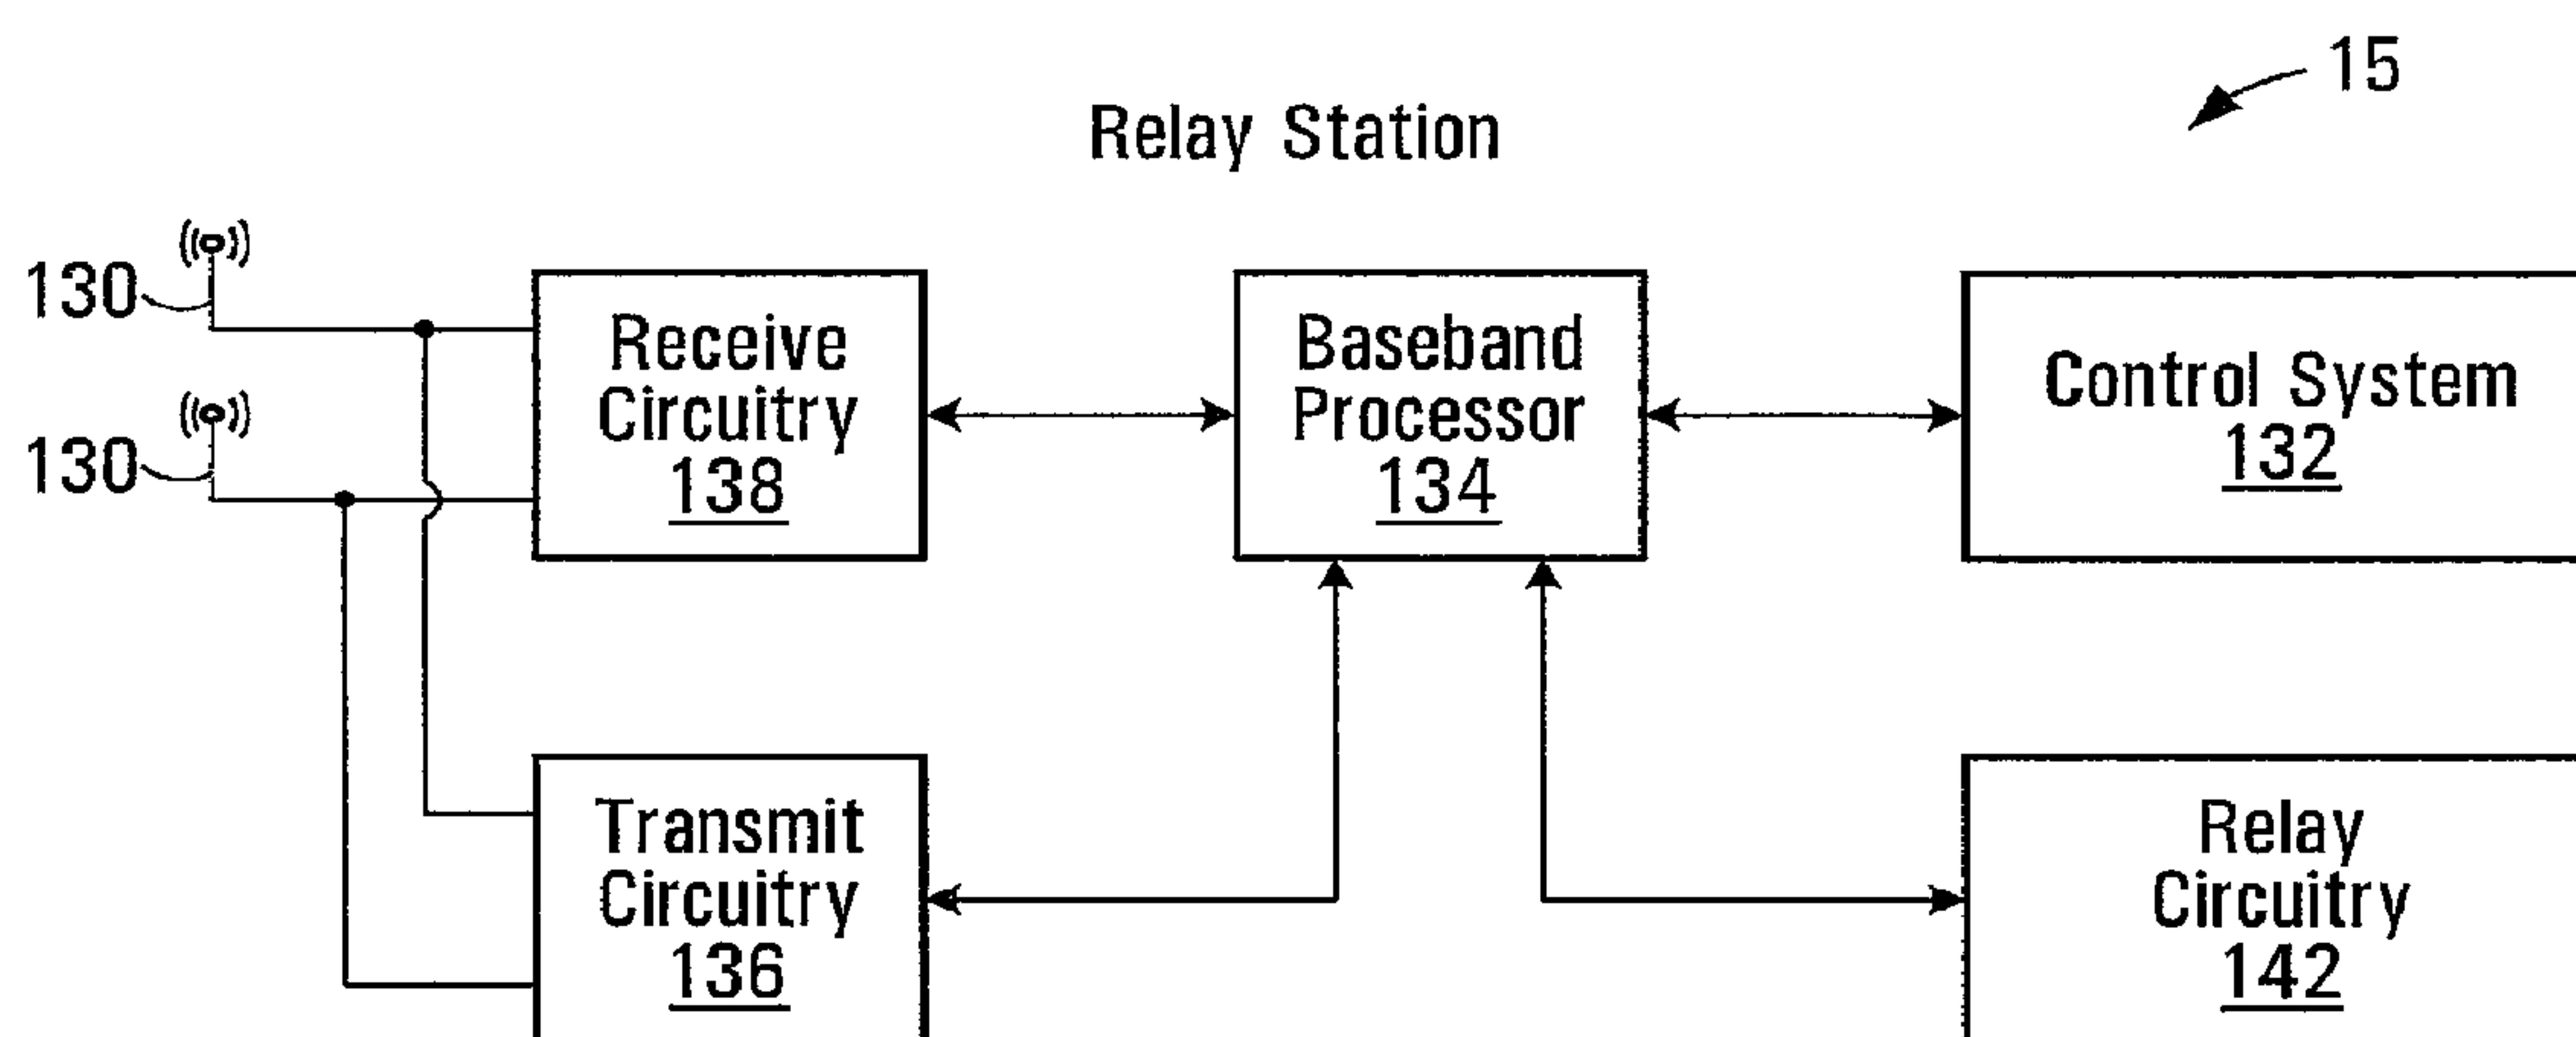 15
Relay Station
130
130
Receive
Circuitry
138
Baseband
Processor
134
Control System
132
Transmit
Circuitry
136
Relay
Circuitry
142